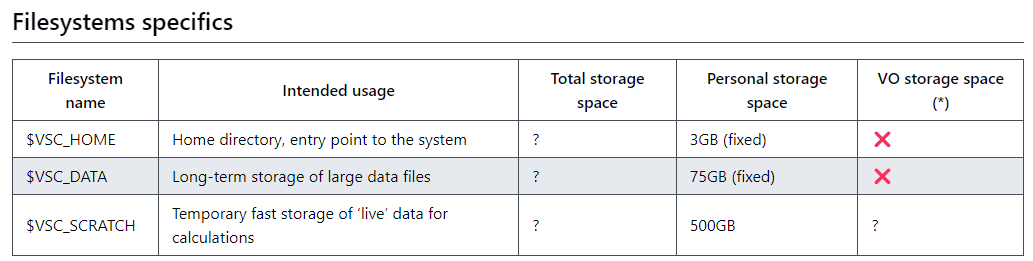 Filesystems specifics
Filesystem name Intended usage Total storage space Personal storage space VO storage space (*)
$VSC_HOME Home directory, entry point to the system ? 3GB (fixed) ❌
$VSC_DATA Long-term storage of large data files ? 75GB (fixed) ❌
$VSC_SCRATCH Temporary fast storage of ‘live’ data for calculations ? 500GB ?